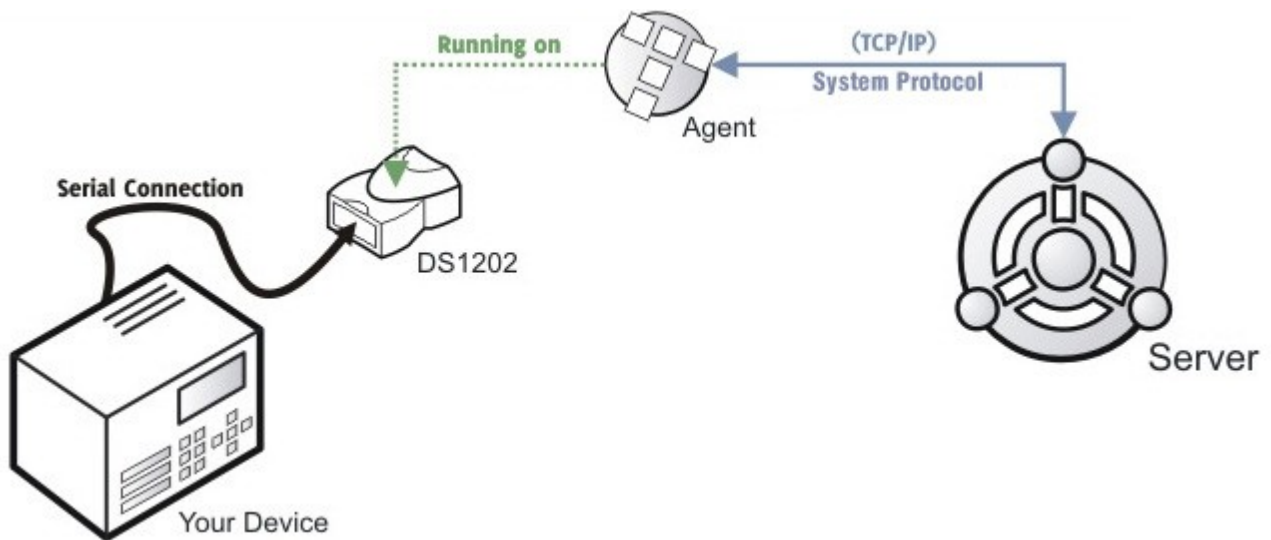 Running on
(TCP/IP)
System Protocol
Agent
Serial Connection
DS1202
Server
Your Device